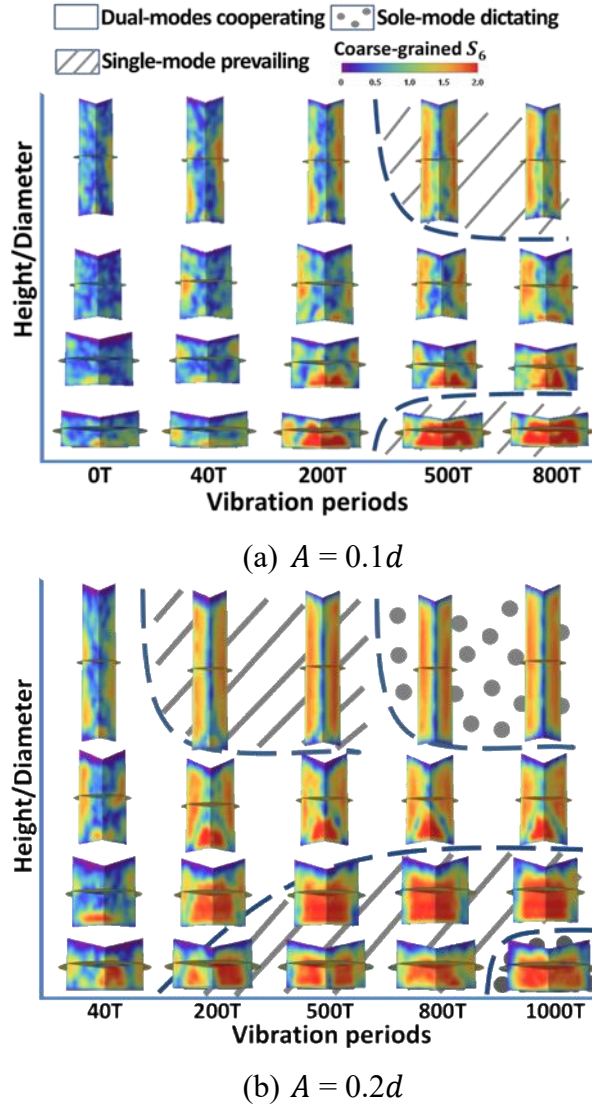 Dual-modes cooperating Sole-mode dictating
Single-mode prevailing
Coarse-grained S₆
0 0.5 1.0 1.5 2.0
Height/Diameter
0T 40T 200T 500T 800T
Vibration periods
(a) A = 0.1d
Height/Diameter
40T 200T 500T 800T 1000T
Vibration periods
(b) A = 0.2d